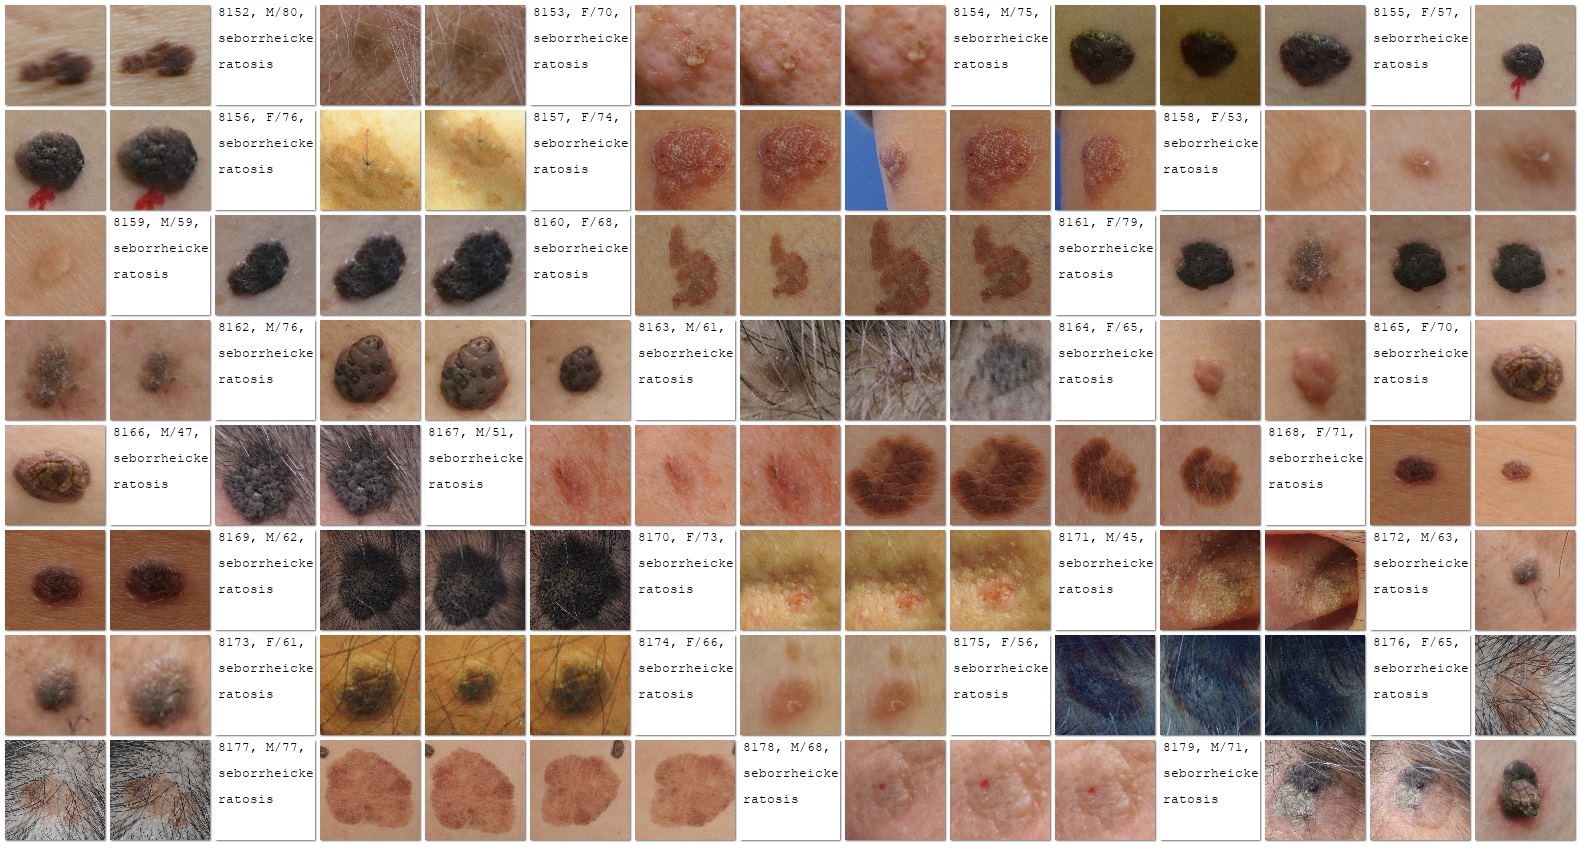 8152, M/80,
seborrheicke
ratosis
8153, F/70,
seborrheicke
ratosis
8154, M/75,
seborrheicke
ratosis
8155, F/57,
seborrheicke
ratosis
8156, F/76,
seborrheicke
ratosis
8157, F/74,
seborrheicke
ratosis
8158, F/53,
seborrheicke
ratosis
8159, M/59,
seborrheicke
ratosis
8160, F/68,
seborrheicke
ratosis
8161, F/79,
seborrheicke
ratosis
8162, M/76,
seborrheicke
ratosis
8163, M/61,
seborrheicke
ratosis
8164, F/65,
seborrheicke
ratosis
8165, F/70,
seborrheicke
ratosis
8166, M/47,
seborrheicke
ratosis
8167, M/51,
seborrheicke
ratosis
8168, F/71,
seborrheicke
ratosis
8169, M/62,
seborrheicke
ratosis
8170, F/73,
seborrheicke
ratosis
8171, M/45,
seborrheicke
ratosis
8172, M/63,
seborrheicke
ratosis
8173, F/61,
seborrheicke
ratosis
8174, F/66,
seborrheicke
ratosis
8175, F/56,
seborrheicke
ratosis
8176, F/65,
seborrheicke
ratosis
8177, M/77,
seborrheicke
ratosis
8178, M/68,
seborrheicke
ratosis
8179, M/71,
seborrheicke
ratosis